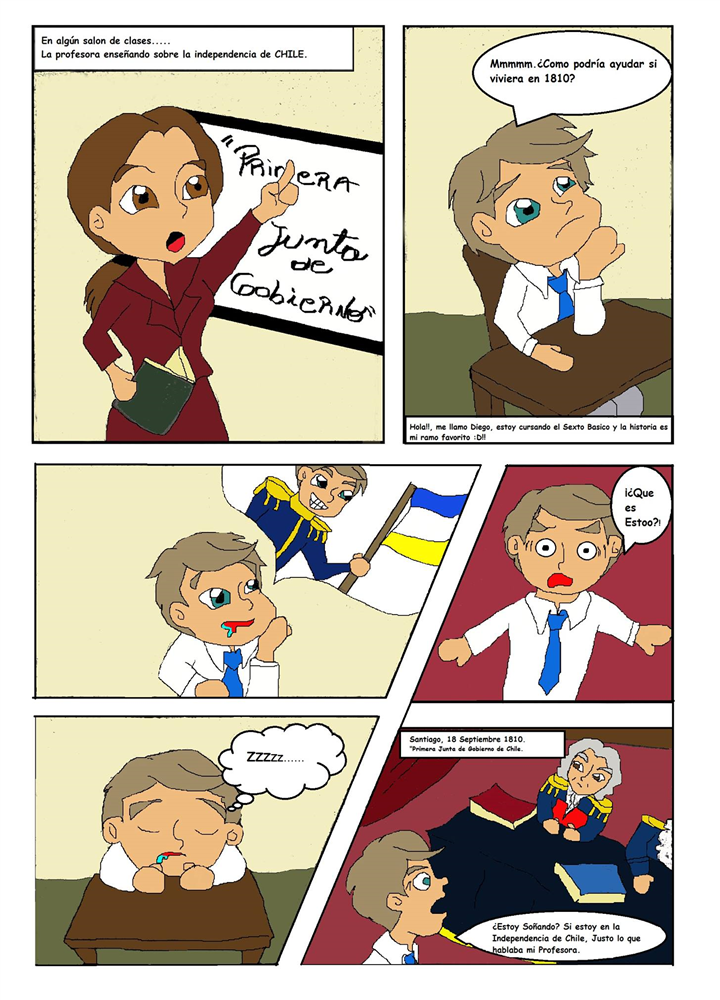 En algún salon de clases.....
La profesora enseñando sobre la independencia de CHILE.
"PRIMERA
Junta
de
GOBIERNO"
Mmmmm.¿Como podría ayudar si
viviera en 1810?
Hola!!, me llamo Diego, estoy cursando el Sexto Basico y la historia es
mi ramo favorito :D!!
¡¿Que
es
Estoo?!
ZZZZZ......
Santiago, 18 Septiembre 1810.
"Primera Junta de Gobierno de Chile.
¿Estoy Soñando? Si estoy en la
Independencia de Chile, Justo lo que
hablaba mi Profesora.